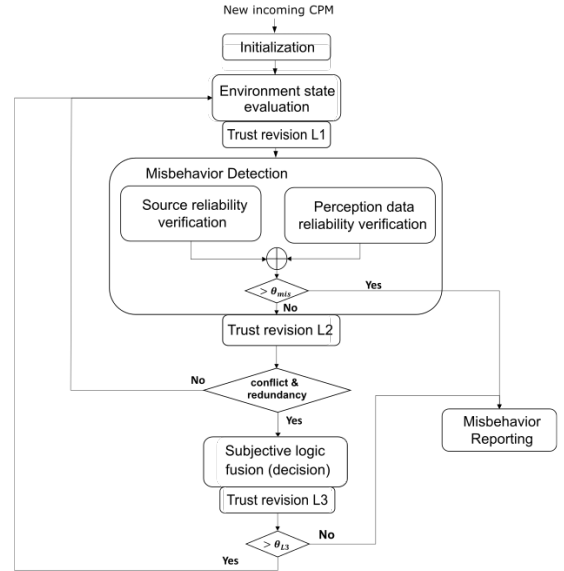 New incoming CPM
Initialization
Environment state
evaluation
Trust revision L1
Misbehavior Detection
Source reliability
verification
Perception data
reliability verification
> θmis
Yes
No
Trust revision L2
No
conflict &
redundancy
Yes
Subjective logic
fusion (decision)
Misbehavior
Reporting
Trust revision L3
> θL3
No
Yes